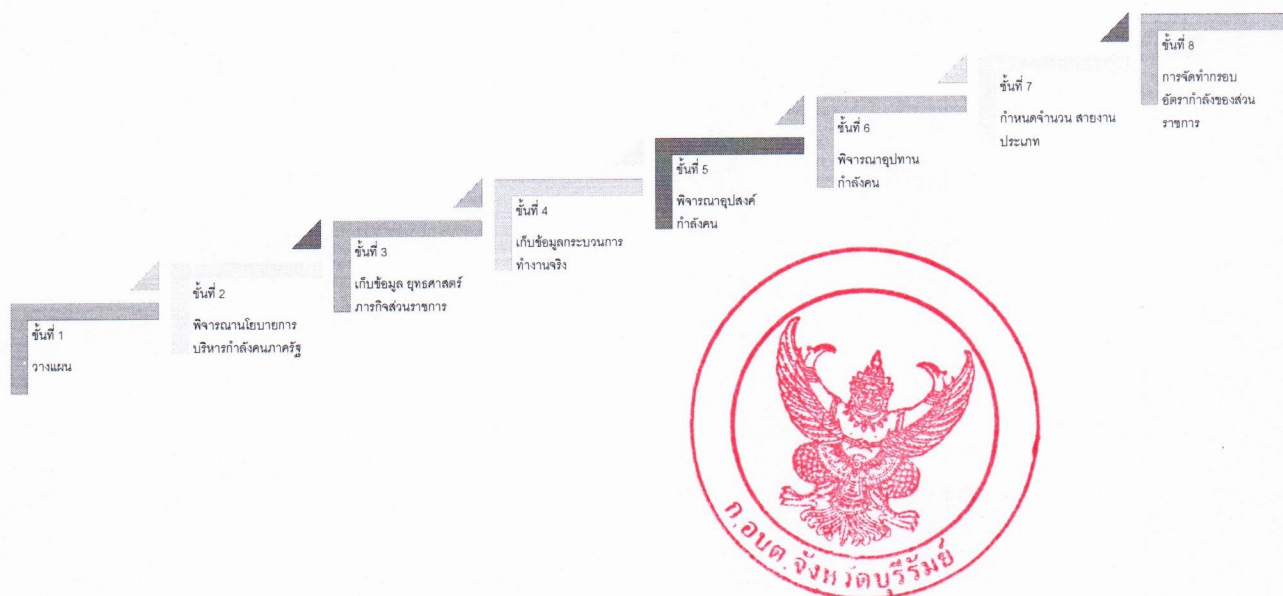 ขั้นที่ 1
วางแผน
ขั้นที่ 2
พิจารณานโยบายการ
บริหารกำลังคนภาครัฐ
ขั้นที่ 3
เก็บข้อมูล ยุทธศาสตร์
ภารกิจส่วนราชการ
ขั้นที่ 4
เก็บข้อมูลกระบวนการ
ทำงานจริง
ขั้นที่ 5
พิจารณาอุปสงค์
กำลังคน
ขั้นที่ 6
พิจารณาอุปทาน
กำลังคน
ขั้นที่ 7
กำหนดจำนวน สายงาน
ประเภท
ขั้นที่ 8
การจัดทำกรอบ
อัตรากำลังของส่วน
ราชการ
ก.อบต.จังหวัดบุรีรัมย์